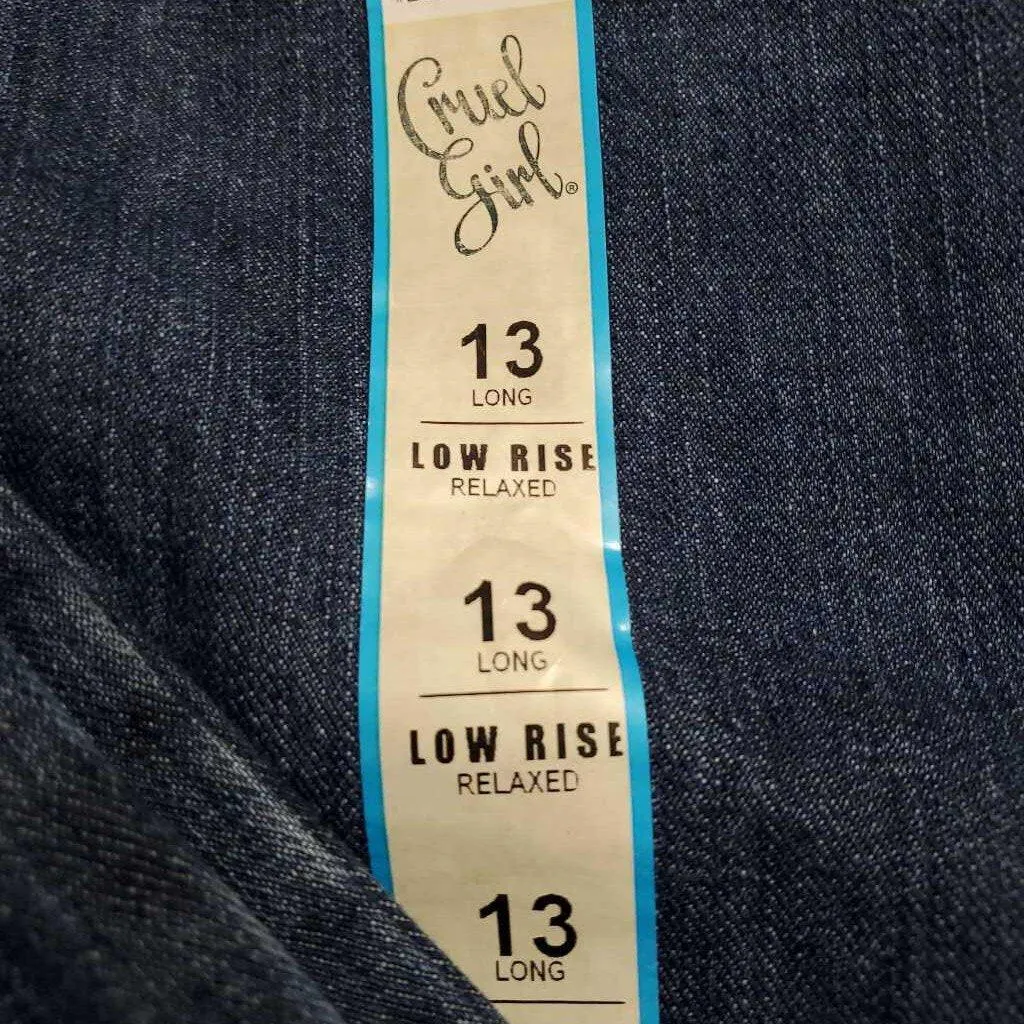 Cruel
Girl®
13
LONG
LOW RISE
RELAXED
13
LONG
LOW RISE
RELAXED
13
LONG